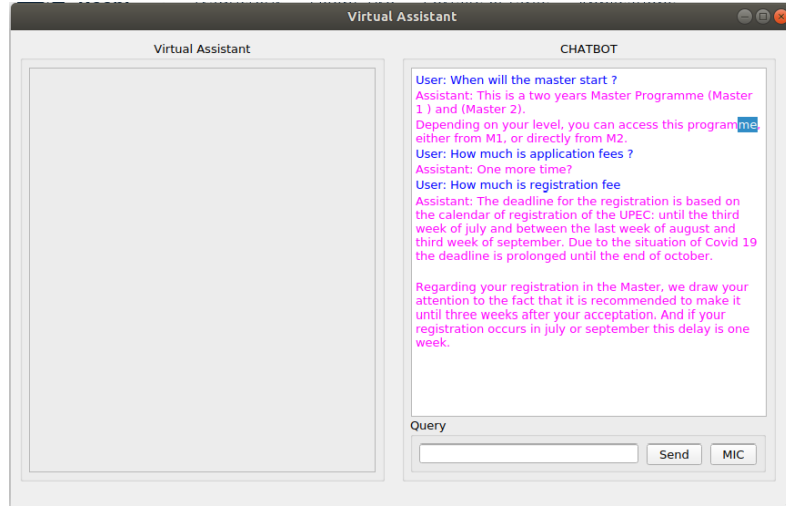 Virtual Assistant
Virtual Assistant
CHATBOT
User: When will the master start ?
Assistant: This is a two years Master Programme (Master
1 ) and (Master 2).
Depending on your level, you can access this programme,
either from M1, or directly from M2.
User: How much is application fees ?
Assistant: One more time?
User: How much is registration fee
Assistant: The deadline for the registration is based on
the calendar of registration of the UPEC: until the third
week of july and between the last week of august and
third week of september. Due to the situation of Covid 19
the deadline is prolonged until the end of october.
Regarding your registration in the Master, we draw your
attention to the fact that it is recommended to make it
until three weeks after your acceptation. And if your
registration occurs in july or september this delay is one
week.
Query
Send
MIC